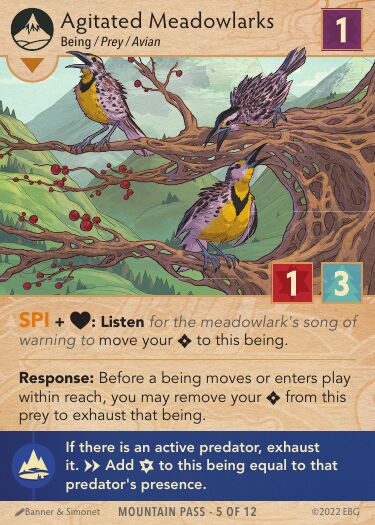 Agitated Meadowlarks
1
Being / Prey / Avian
1
3
SPI + : Listen for the meadowlark's song of
warning to move your to this being.
Response: Before a being moves or enters play
within reach, you may remove your from this
prey to exhaust that being.
If there is an active predator, exhaust
it. Add to this being equal to that
predator's presence.
Banner & Simonet
MOUNTAIN PASS - 5 OF 12
©2022 EBG